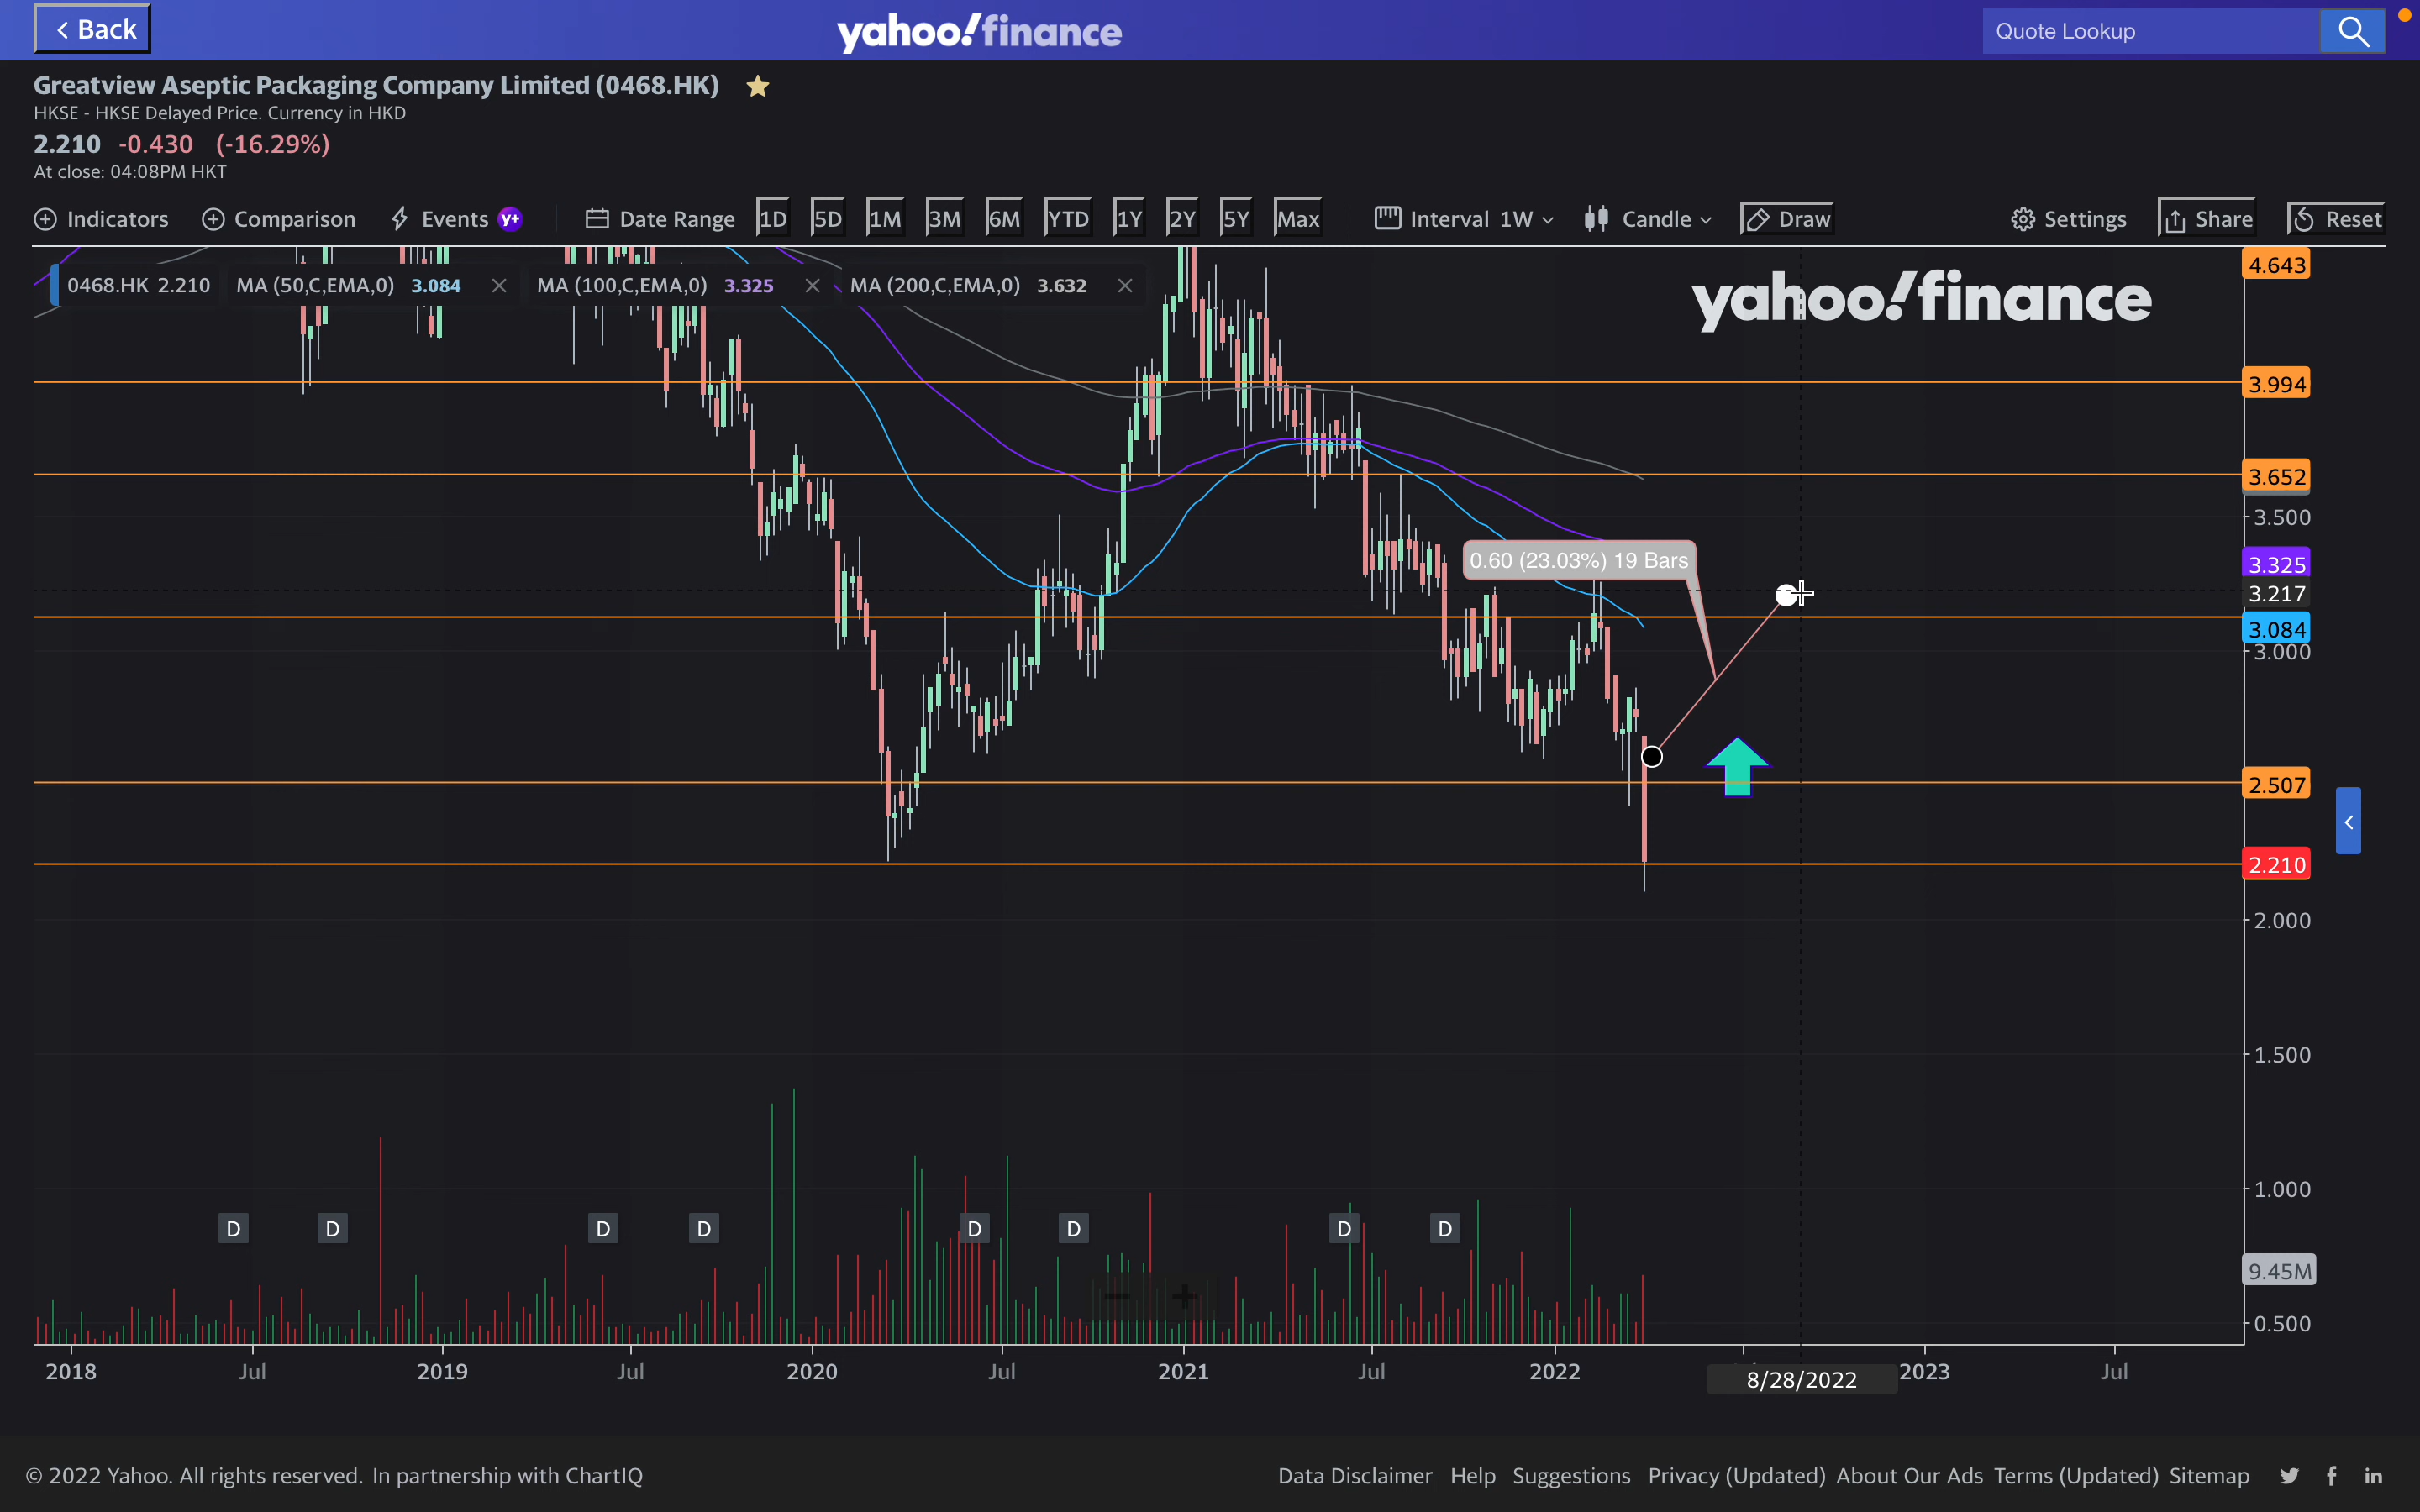 Back
yahoo!finance
Quote Lookup
Greatview Aseptic Packaging Company Limited (0468.HK)
HKSE - HKSE Delayed Price. Currency in HKD
2.210 -0.430 (-16.29%)
At close: 04:08PM HKT
Indicators Comparison Events y+ Date Range 1D 5D 1M 3M 6M YTD 1Y 2Y 5Y Max Interval 1W Candle Draw Settings Share Reset
0468.HK 2.210 MA (50,C,EMA,0) 3.084 MA (100,C,EMA,0) 3.325 MA (200,C,EMA,0) 3.632
yahoo!finance
4.643
3.994
3.652
3.500
0.60 (23.03%) 19 Bars
3.325
3.217
3.084
3.000
2.507
2.210
2.000
1.500
1.000
D D D D D D D D
9.45M
0.500
2018 Jul 2019 Jul 2020 Jul 2021 Jul 2022 8/28/2022 2023 Jul
© 2022 Yahoo. All rights reserved. In partnership with ChartIQ
Data Disclaimer Help Suggestions Privacy (Updated) About Our Ads Terms (Updated) Sitemap